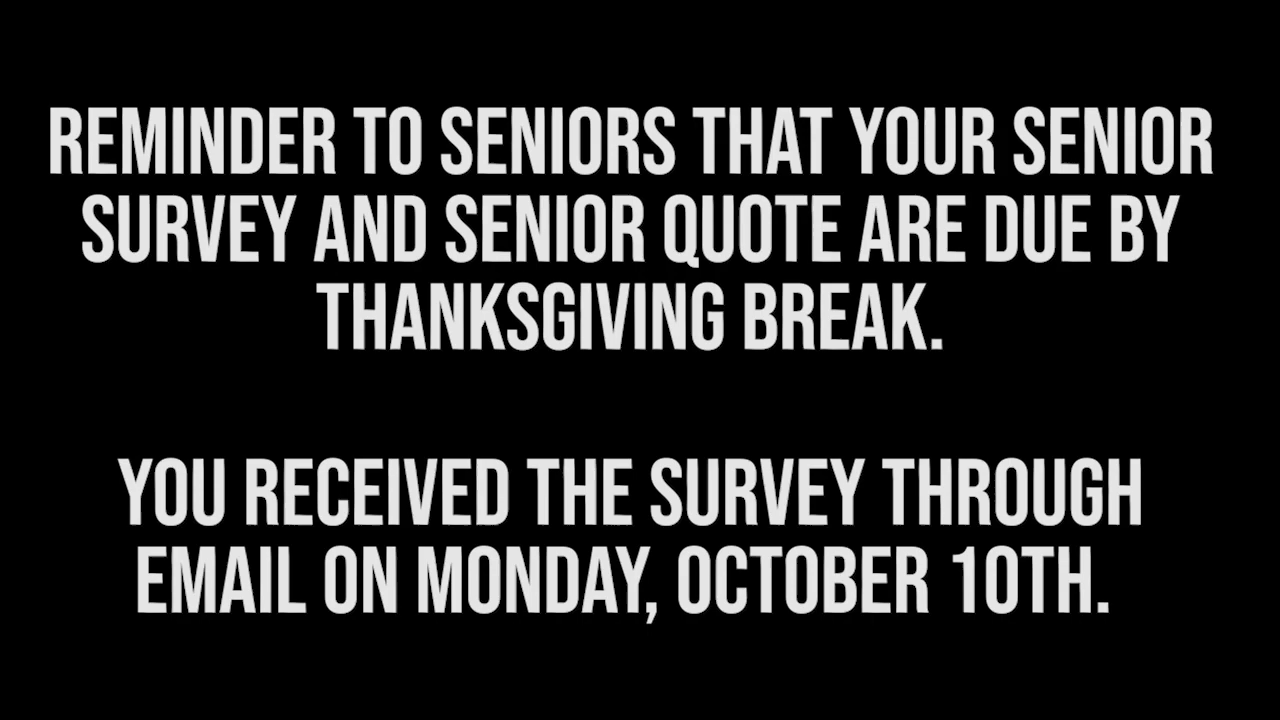 REMINDER TO SENIORS THAT YOUR SENIOR
SURVEY AND SENIOR QUOTE ARE DUE BY
THANKSGIVING BREAK.
YOU RECEIVED THE SURVEY THROUGH
EMAIL ON MONDAY, OCTOBER 10TH.